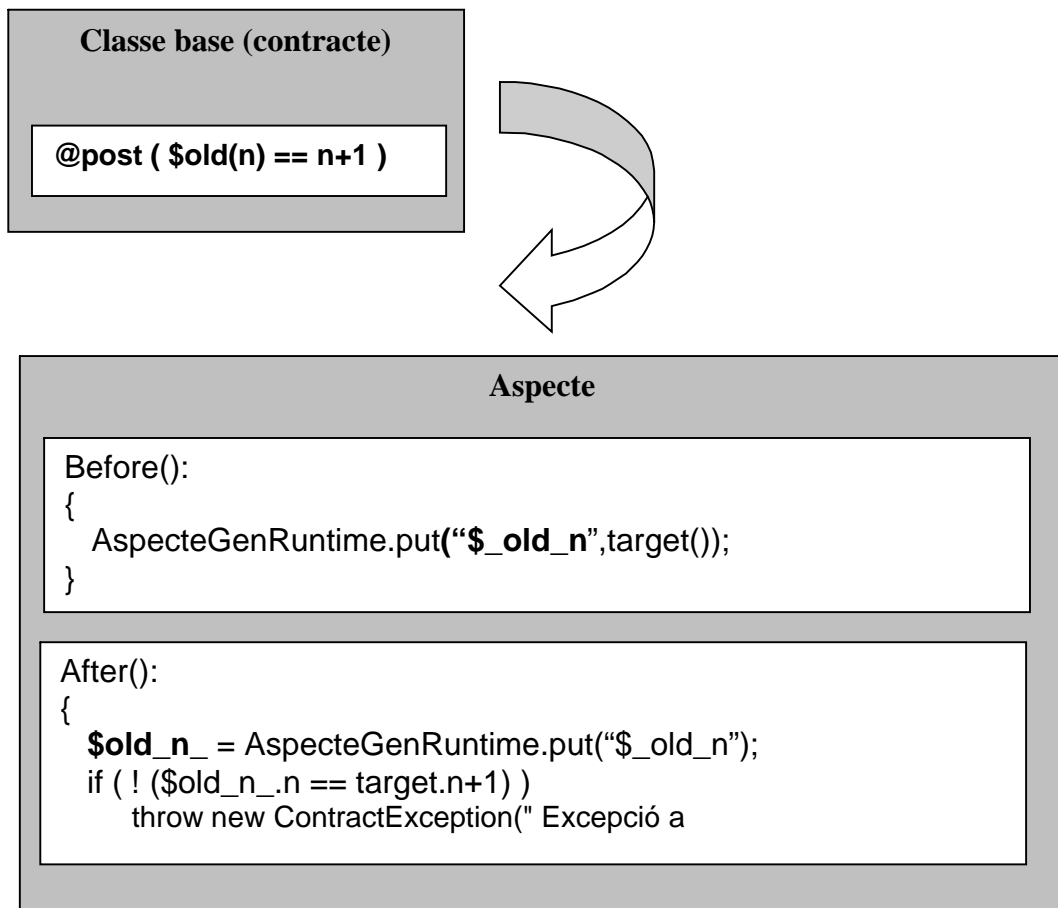 Classe base (contracte)
@post ( $old(n) == n+1 )
Aspecte
Before():
{
AspecteGenRuntime.put(“$_old_n”,target());
}
After():
{
$old_n_ = AspecteGenRuntime.put(“$_old_n”);
if ( ! ($old_n_.n == target.n+1) )
throw new ContractException(" Excepció a